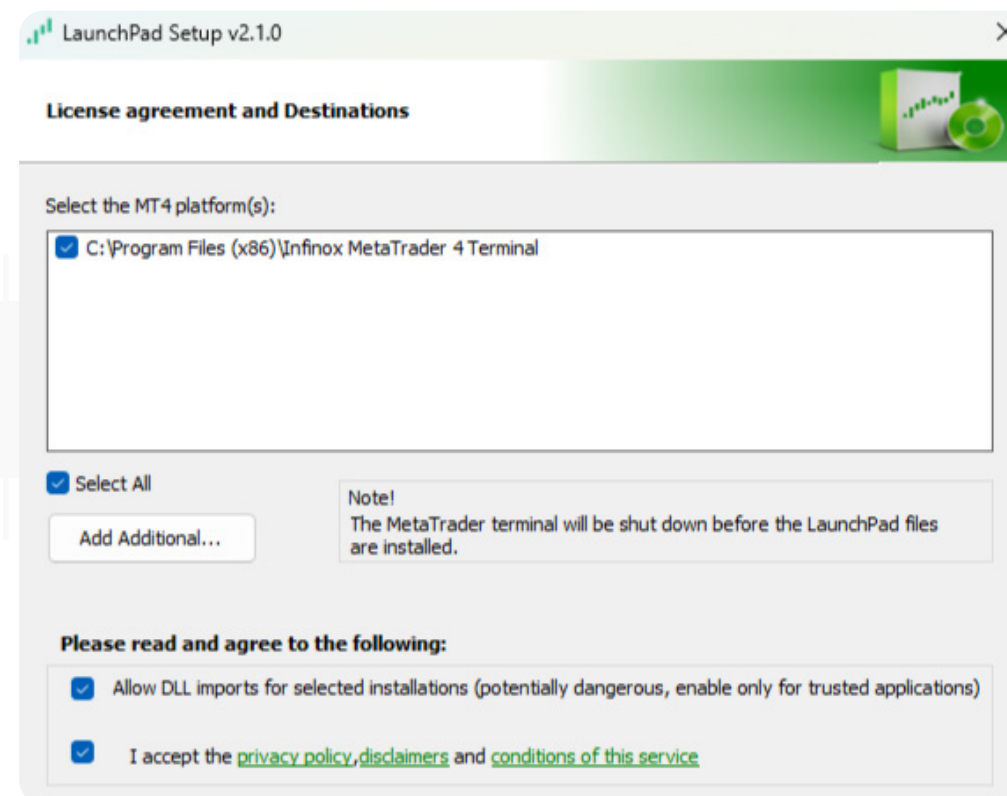 LaunchPad Setup v2.1.0
License agreement and Destinations
Select the MT4 platform(s):
C:\Program Files (x86)\Infinox MetaTrader 4 Terminal
Select All
Add Additional...
Note!
The MetaTrader terminal will be shut down before the LaunchPad files
are installed.
Please read and agree to the following:
Allow DLL imports for selected installations (potentially dangerous, enable only for trusted applications)
I accept the privacy policy,disclaimers and conditions of this service